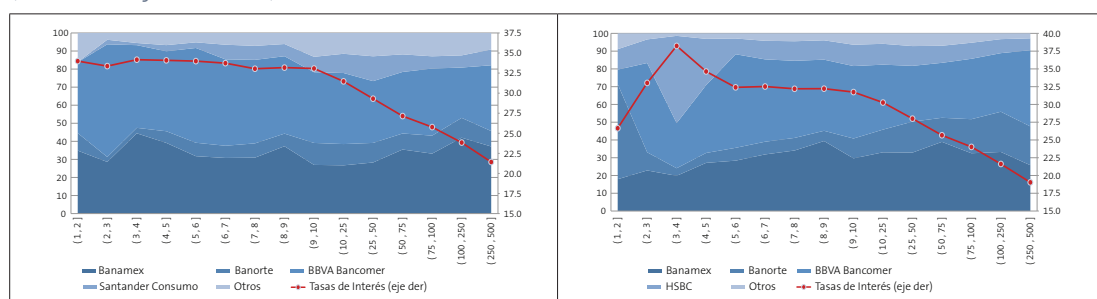 100 90 80 70 60 50 40 30 20 10 0
37.5 35.0 32.5 30.0 27.5 25.0 22.5 20.0 17.5 15.0
(1, 2] (2, 3] (3, 4] (4, 5] (5, 6] (6, 7] (7, 8] (8, 9] (9, 10] (10, 25] (25, 50] (50, 75] (75, 100] (100, 250] (250, 500]
Banamex Banorte BBVA Bancomer
Santander Consumo Otros Tasas de Interés (eje der)
100 90 80 70 60 50 40 30 20 10 0
40.0 37.5 35.0 32.5 30.0 27.5 25.0 22.5 20.0 17.5 15.0
(1, 2] (2, 3] (3, 4] (4, 5] (5, 6] (6, 7] (7, 8] (8, 9] (9, 10] (10, 25] (25, 50] (50, 75] (75, 100] (100, 250] (250, 500]
Banamex Banorte BBVA Bancomer
HSBC Otros Tasas de Interés (eje der)